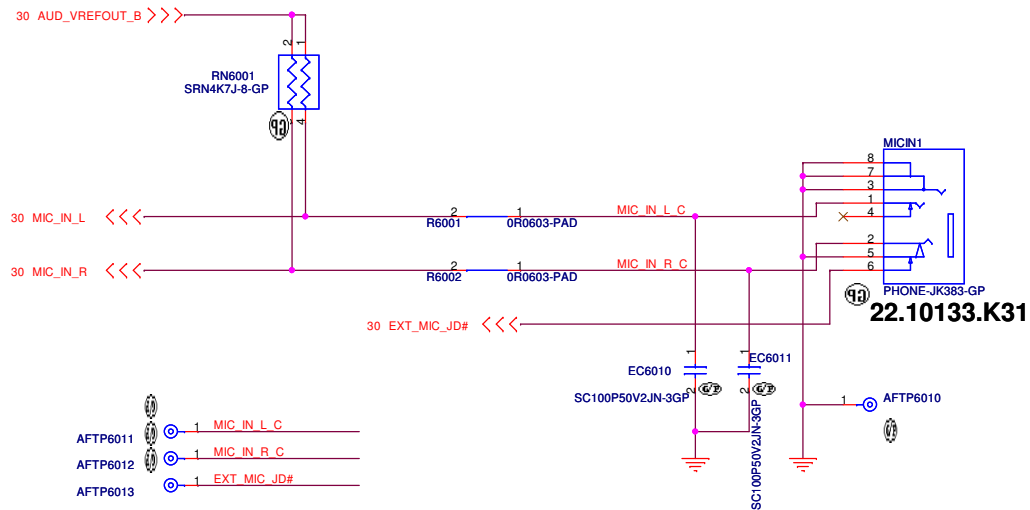 30 AUD_VREFOUT_B
2 1
RN6001
SRN4K7J-8-GP
4
MICIN1
8
7
3
1
4
2
5
6
30 MIC_IN_L
2
R6001
1
0R0603-PAD
MIC_IN_L_C
30 MIC_IN_R
2
R6002
1
0R0603-PAD
MIC_IN_R_C
PHONE-JK383-GP
22.10133.K31
30 EXT_MIC_JD#
1
EC6010
2
SC100P50V2JN-3GP
1
EC6011
2
SC100P50V2JN-3GP
1 AFTP6010
AFTP6011 1 MIC_IN_L_C
AFTP6012 1 MIC_IN_R_C
AFTP6013 1 EXT_MIC_JD#